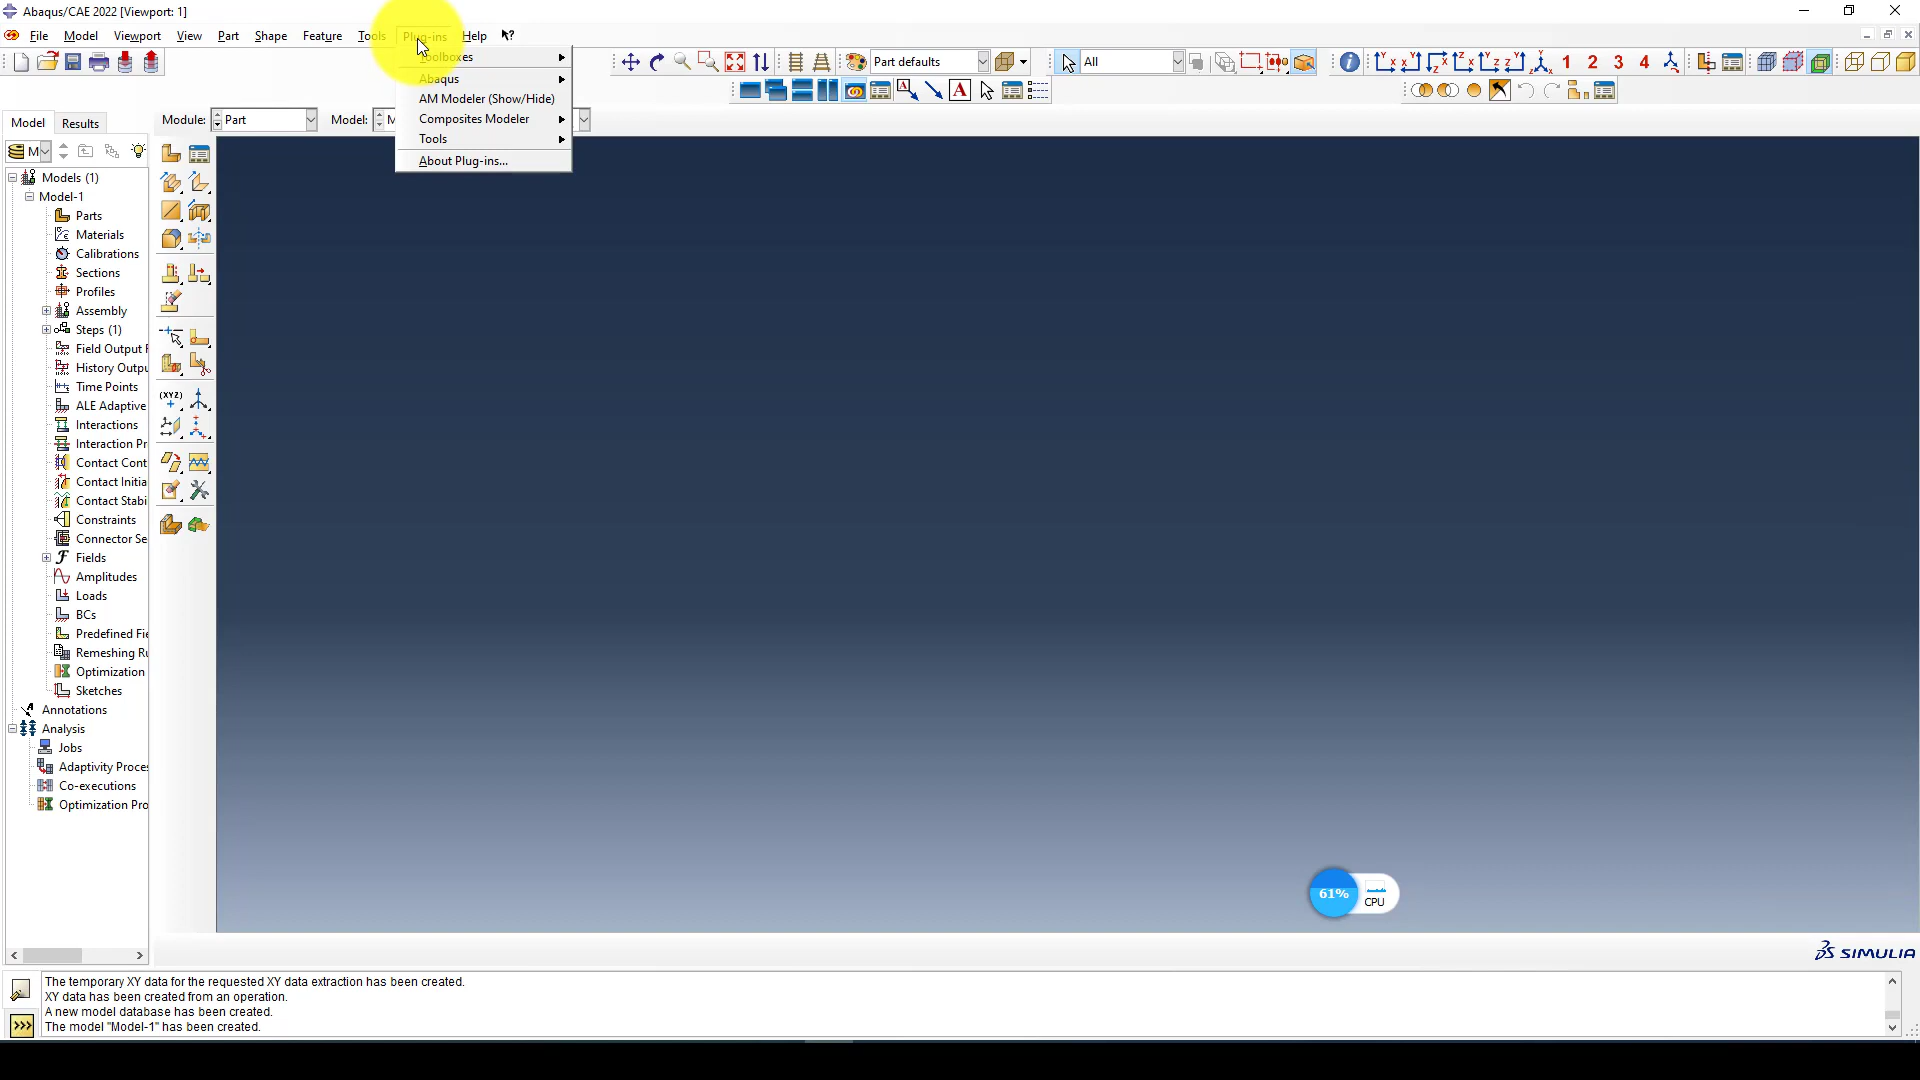 Abaqus/CAE 2022 [Viewport: 1]
File Model Viewport View Part Shape Feature Tools Plug-ins Help
Part defaults
All
1 2 3 4
Toolboxes
Abaqus
AM Modeler (Show/Hide)
Composites Modeler
Tools
About Plug-ins...
Model Results
Module: Part Model: M
M
Models (1)
Model-1
Parts
Materials
Calibrations
Sections
Profiles
Assembly
Steps (1)
Field Output F
History Outpu
Time Points
ALE Adaptive
Interactions
Interaction Pr
Contact Cont
Contact Initia
Contact Stabi
Constraints
Connector Se
Fields
Amplitudes
Loads
BCs
Predefined Fie
Remeshing Ru
Optimization
Sketches
Annotations
Analysis
Jobs
Adaptivity Proce
Co-executions
Optimization Pro
(XYZ)
61% CPU
SIMULIA
The temporary XY data for the requested XY data extraction has been created.
XY data has been created from an operation.
A new model database has been created.
The model "Model-1" has been created.